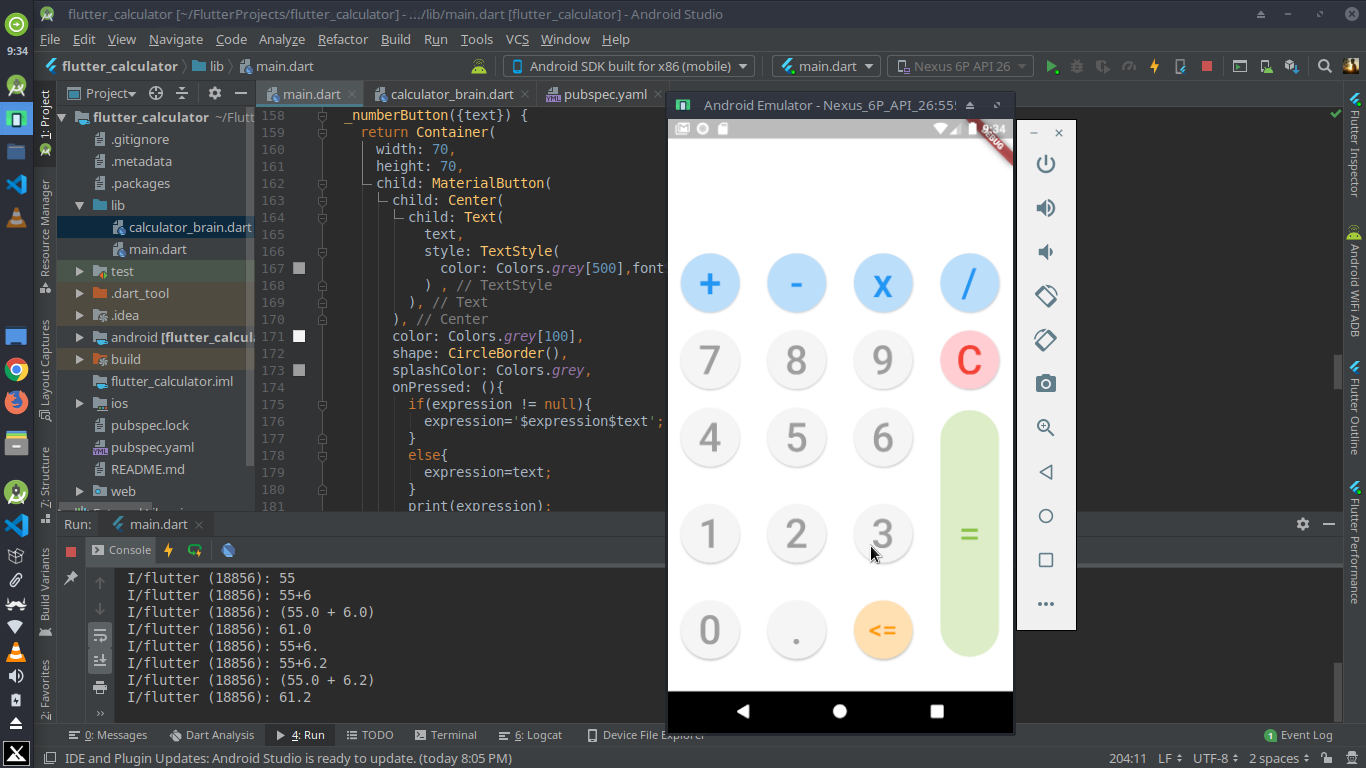 flutter_calculator [~/FlutterProjects/flutter_calculator] - .../lib/main.dart [flutter_calculator] - Android Studio
9:34
File Edit View Navigate Code Analyze Refactor Build Run Tools VCS Window Help
flutter_calculator lib main.dart Android SDK built for x86 (mobile) main.dart Nexus 6P API 26
Project main.dart calculator_brain.dart pubspec.yaml
1: Project
Resource Manager
Layout Captures
7: Structure
Build Variants
2: Favorites
flutter_calculator ~/Flutt
.gitignore
.metadata
.packages
lib
calculator_brain.dart
main.dart
test
.dart_tool
.idea
android [flutter_calcul
build
flutter_calculator.iml
ios
pubspec.lock
pubspec.yaml
README.md
web
158 _numberButton({text}) {
159 return Container(
160 width: 70,
161 height: 70,
162 child: MaterialButton(
163 child: Center(
164 child: Text(
165 text,
166 style: TextStyle(
167 color: Colors.grey[500],font
168 ) , // TextStyle
169 ), // Text
170 ), // Center
171 color: Colors.grey[100],
172 shape: CircleBorder(),
173 splashColor: Colors.grey,
174 onPressed: (){
175 if(expression != null){
176 expression='$expression$text';
177 }
178 else{
179 expression=text;
180 }
181 print(expression);
Android Emulator - Nexus_6P_API_26:55
9:34
DEBUG
+ - x /
7 8 9 C
4 5 6
1 2 3 =
0 . <=
Flutter Inspector
Android WiFi ADB
Flutter Outline
Flutter Performance
Run: main.dart
Console
I/flutter (18856): 55
I/flutter (18856): 55+6
I/flutter (18856): (55.0 + 6.0)
I/flutter (18856): 61.0
I/flutter (18856): 55+6.
I/flutter (18856): 55+6.2
I/flutter (18856): (55.0 + 6.2)
I/flutter (18856): 61.2
0: Messages Dart Analysis 4: Run TODO Terminal 6: Logcat Device File Explorer 1 Event Log
IDE and Plugin Updates: Android Studio is ready to update. (today 8:05 PM) 204:11 LF UTF-8 2 spaces